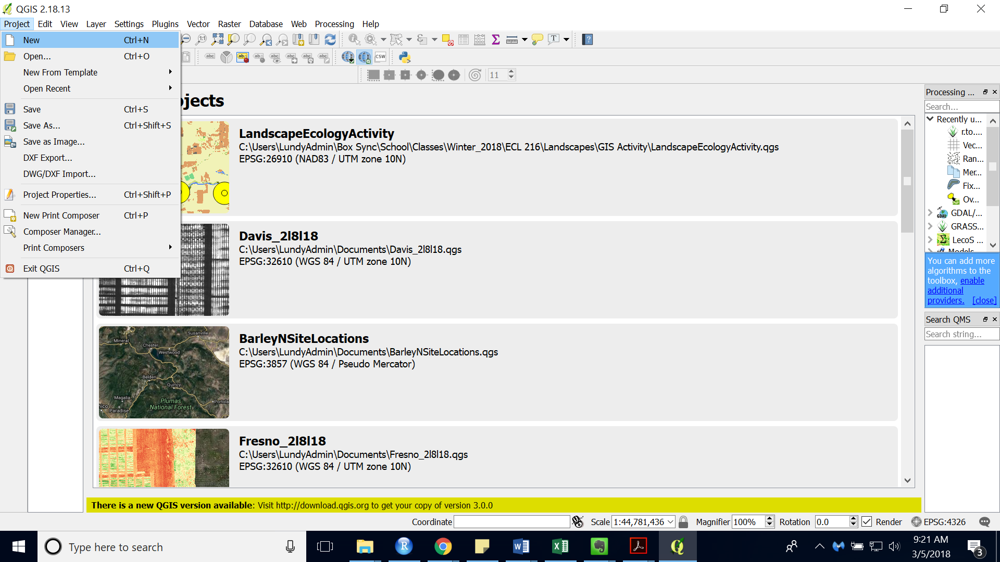 QGIS 2.18.13
Project Edit View Layer Settings Plugins Vector Raster Database Web Processing Help
New Ctrl+N
Open... Ctrl+O
New From Template
Open Recent
Save Ctrl+S
Save As... Ctrl+Shift+S
Save as Image...
DXF Export...
DWG/DXF Import...
Project Properties... Ctrl+Shift+P
New Print Composer Ctrl+P
Composer Manager...
Print Composers
Exit QGIS Ctrl+Q
1:1
T
?
abc
ab
ab
abc
abc
abc
abc
CSW
11
jects
LandscapeEcologyActivity
C:\Users\LundyAdmin\Box Sync\School\Classes\Winter_2018\ECL 216\Landscapes\GIS Activity\LandscapeEcologyActivity.qgs
EPSG:26910 (NAD83 / UTM zone 10N)
Davis_2l8l18
C:\Users\LundyAdmin\Documents\Davis_2l8l18.qgs
EPSG:32610 (WGS 84 / UTM zone 10N)
Susanville
Mineral
Chester
Westwood
Belden
Quincy
Magalia
Portola
Plumas
National Forest
ico
Paradise
BarleyNSiteLocations
C:\Users\LundyAdmin\Documents\BarleyNSiteLocations.qgs
EPSG:3857 (WGS 84 / Pseudo Mercator)
Fresno_2l8l18
C:\Users\LundyAdmin\Documents\Fresno_2l8l18.qgs
EPSG:32610 (WGS 84 / UTM zone 10N)
There is a new QGIS version available: Visit http://download.qgis.org to get your copy of version 3.0.0
Processing ...
Search...
Recently u...
r.to....
Vec...
Ran...
Mer...
Fix...
Ov...
GDAL/...
GRASS...
LecoS ...
Models
You can add more
algorithms to the
toolbox, enable
additional
providers. [close]
Search QMS
Search string...
Coordinate Scale 1:44,781,436 Magnifier 100% Rotation 0.0 Render EPSG:4326
Type here to search
R
9:21 AM
3/5/2018
3